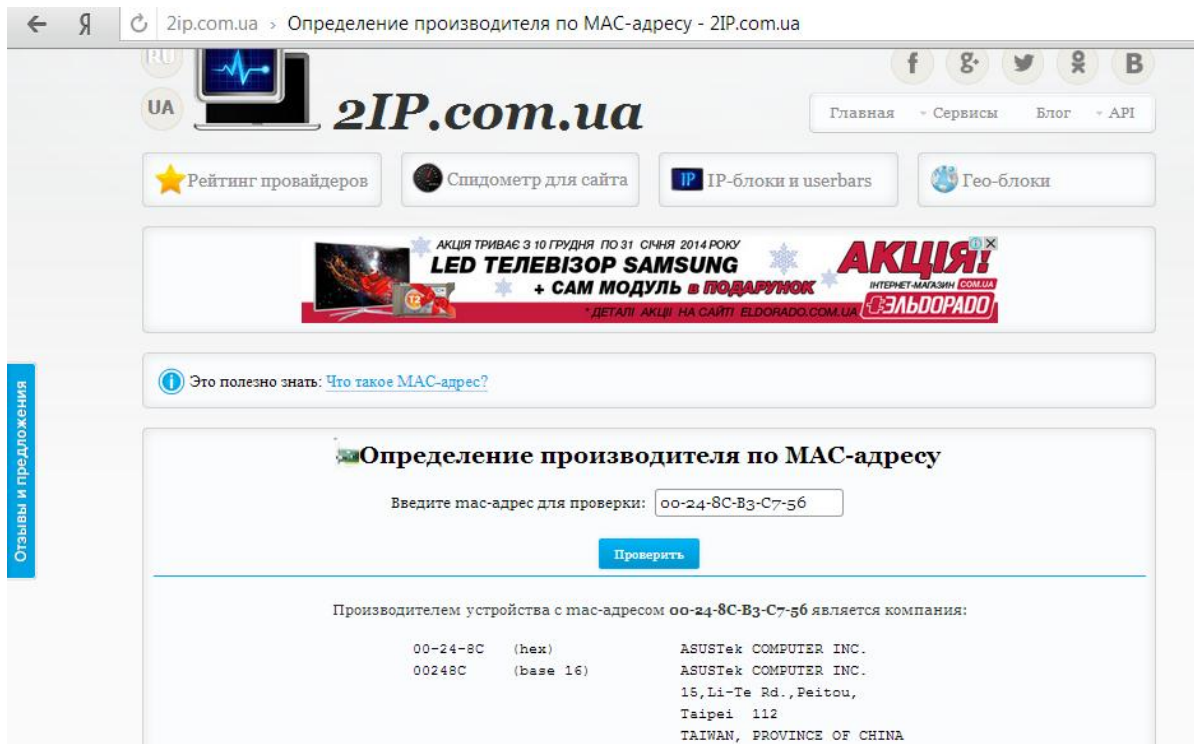 Я 2ip.com.ua › Определение производителя по MAC-адресу - 2IP.com.ua
RU
UA
2IP.com.ua
Главная Сервисы Блог API
Рейтинг провайдеров
Спидометр для сайта
IP IP-блоки и userbars
Гео-блоки
АКЦІЯ ТРИВАЄ З 10 ГРУДНЯ ПО 31 СІЧНЯ 2014 РОКУ
LED ТЕЛЕВІЗОР SAMSUNG
+ САМ МОДУЛЬ в ПОДАРУНОК
*ДЕТАЛІ АКЦІЇ НА САЙТІ ELDORADO.COM.UA
T2
АКЦІЯ!
ІНТЕРНЕТ-МАГАЗИН COM.UA
ЭЛЬДОРАДО
Отзывы и предложения
Это полезно знать: Что такое MAC-адрес?
Определение производителя по MAC-адресу
Введите mac-адрес для проверки: 00-24-8C-B3-C7-56
Проверить
Производителем устройства с mac-адресом 00-24-8C-B3-C7-56 является компания:
00-24-8C (hex) ASUSTek COMPUTER INC.
00248C (base 16) ASUSTek COMPUTER INC.
15,Li-Te Rd.,Peitou,
Taipei 112
TAIWAN, PROVINCE OF CHINA